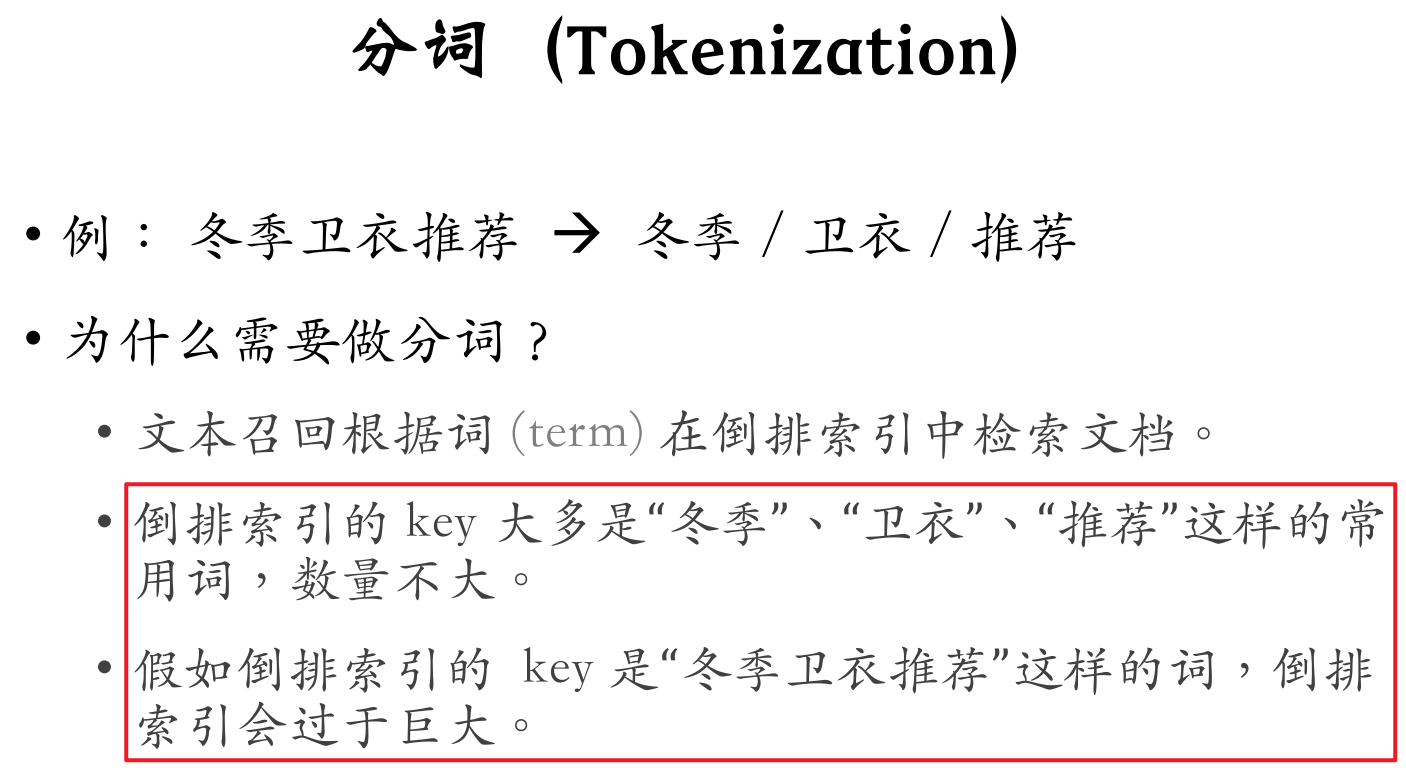 分词 (Tokenization)
• 例： 冬季卫衣推荐 → 冬季 / 卫衣 / 推荐
• 为什么需要做分词？
• 文本召回根据词 (term) 在倒排索引中检索文档。
• 倒排索引的 key 大多是“冬季”、“卫衣”、“推荐”这样的常
用词，数量不大。
• 假如倒排索引的 key 是“冬季卫衣推荐”这样的词，倒排
索引会过于巨大。